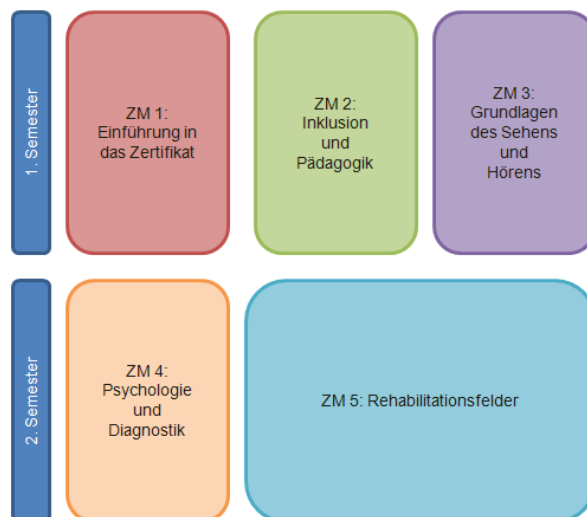 1. Semester
ZM 1:
Einführung in
das Zertifikat
ZM 2:
Inklusion
und
Pädagogik
ZM 3:
Grundlagen
des Sehens
und
Hörens
2. Semester
ZM 4:
Psychologie
und
Diagnostik
ZM 5: Rehabilitationsfelder